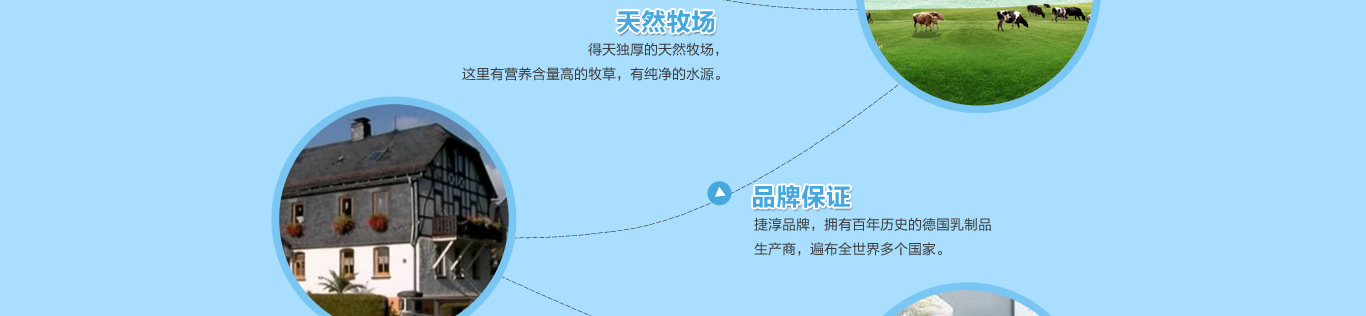 天然牧场
得天独厚的天然牧场，
这里有营养含量高的牧草，有纯净的水源。
品牌保证
捷淳品牌，拥有百年历史的德国乳制品
生产商，遍布全世界多个国家。